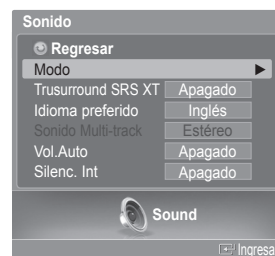 Sonido
Regresar
Modo
Trusurround SRS XT Apagado
Idioma preferido Inglés
Sonido Multi-track Estéreo
Vol.Auto Apagado
Silenc. Int Apagado
Sound
Ingresa